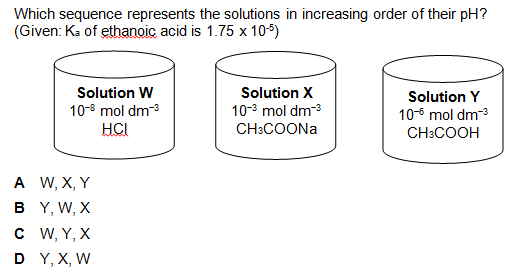 Which sequence represents the solutions in increasing order of their pH?
(Given: Kₐ of ethanoic acid is 1.75 x 10⁻⁵)
Solution W
10⁻⁸ mol dm⁻³
HCl
Solution X
10⁻³ mol dm⁻³
CH₃COONa
Solution Y
10⁻⁶ mol dm⁻³
CH₃COOH
A W, X, Y
B Y, W, X
C W, Y, X
D Y, X, W